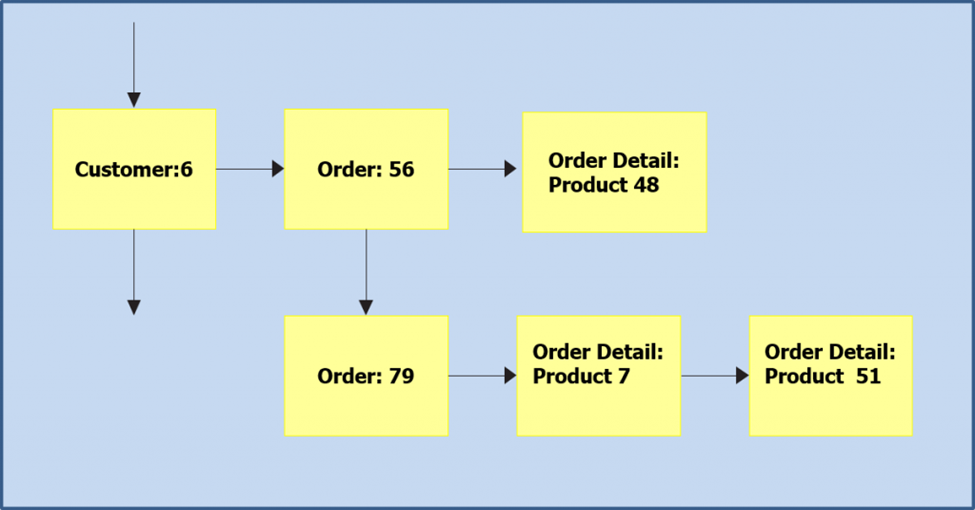 Customer:6
Order: 56
Order Detail:
Product 48
Order: 79
Order Detail:
Product 7
Order Detail:
Product  51